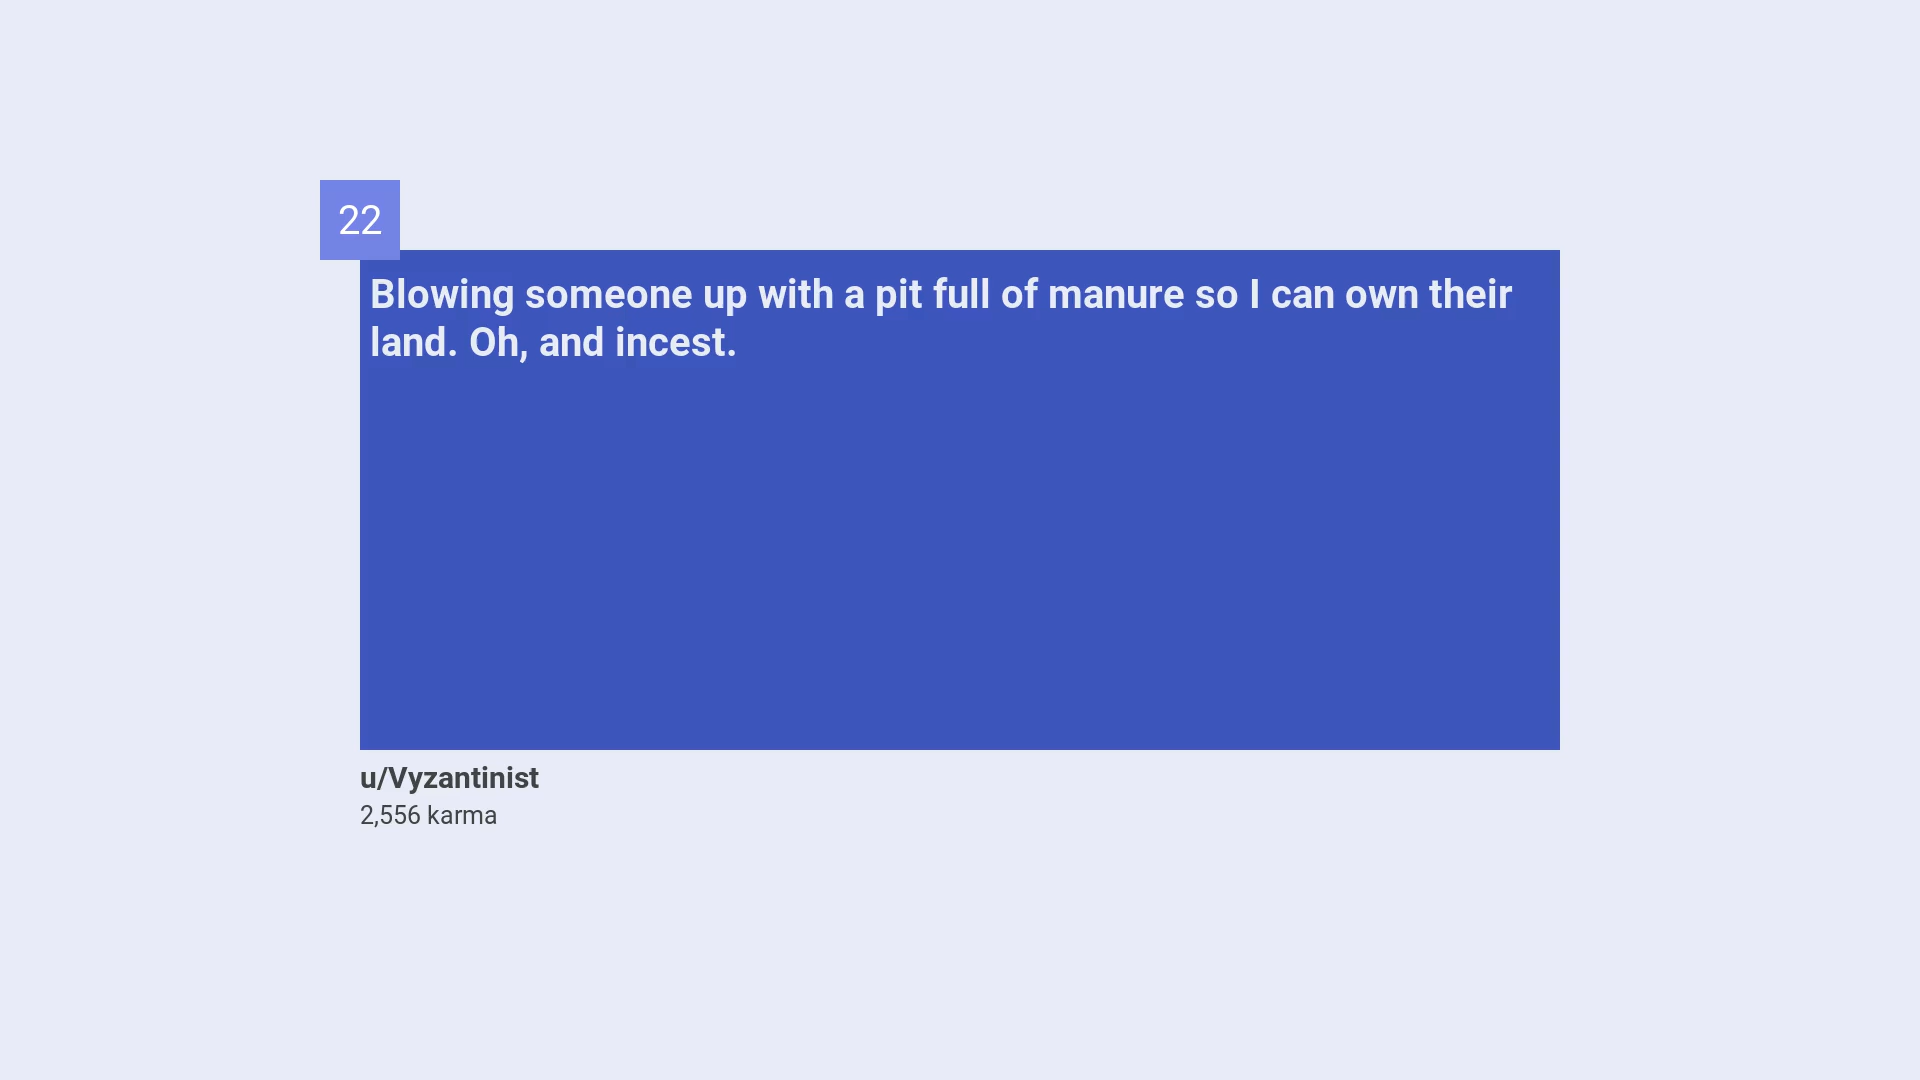 22
Blowing someone up with a pit full of manure so I can own their
land. Oh, and incest.
u/Vyzantinist
2,556 karma